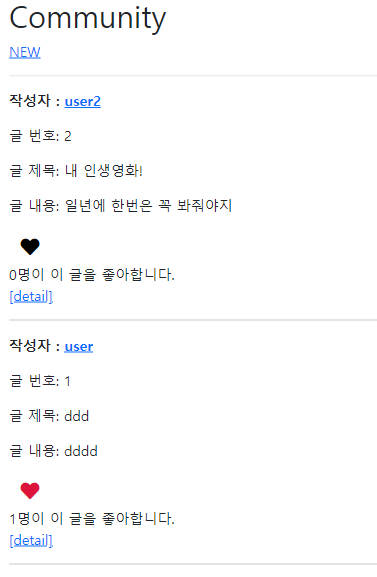 Community
NEW
작성자 : user2
글 번호: 2
글 제목: 내 인생영화!
글 내용: 일년에 한번은 꼭 봐줘야지
0명이 이 글을 좋아합니다.
[detail]
작성자 : user
글 번호: 1
글 제목: ddd
글 내용: dddd
1명이 이 글을 좋아합니다.
[detail]